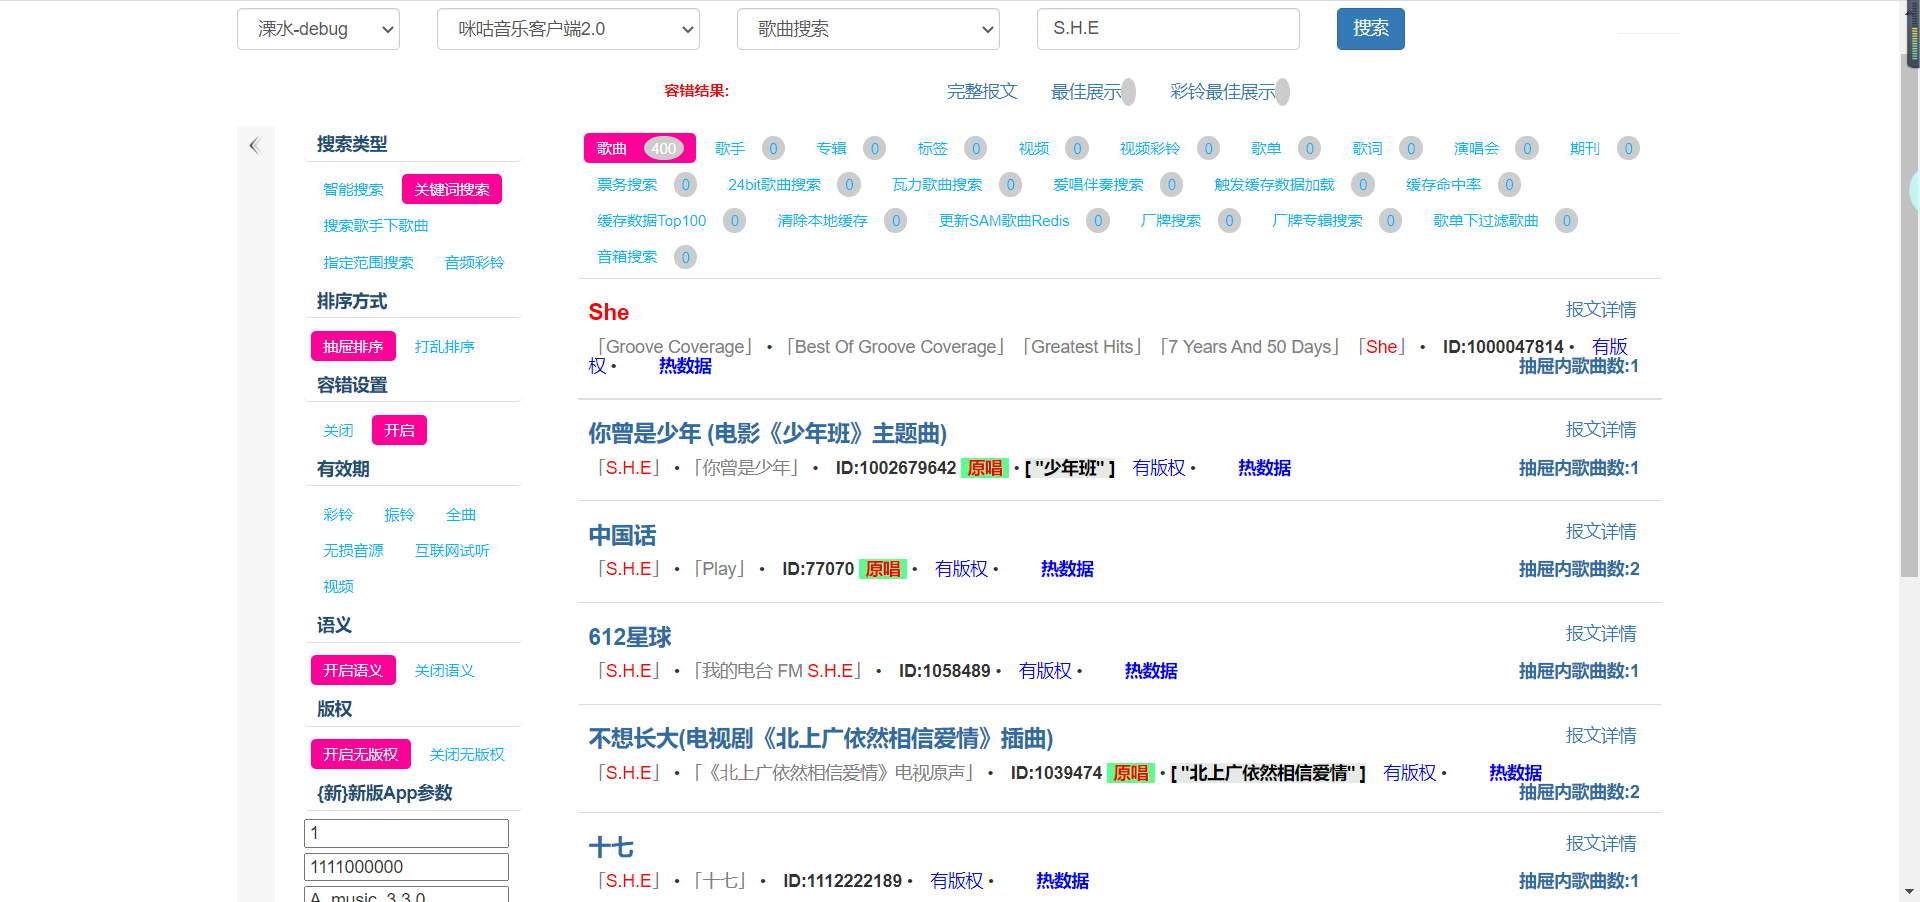 溧水-debug 咪咕音乐客户端2.0 歌曲搜索 S.H.E 搜索
容错结果: 完整报文 最佳展示 彩铃最佳展示
搜索类型
智能搜索 关键词搜索
搜索歌手下歌曲
指定范围搜索 音频彩铃
排序方式
抽屉排序 打乱排序
容错设置
关闭 开启
有效期
彩铃 振铃 全曲
无损音源 互联网试听
视频
语义
开启语义 关闭语义
版权
开启无版权 关闭无版权
{新}新版App参数
1
1111000000
A_music_3.3.0
歌曲 400 歌手 0 专辑 0 标签 0 视频 0 视频彩铃 0 歌单 0 歌词 0 演唱会 0 期刊 0
票务搜索 0 24bit歌曲搜索 0 瓦力歌曲搜索 0 爱唱伴奏搜索 0 触发缓存数据加载 0 缓存命中率 0
缓存数据Top100 0 清除本地缓存 0 更新SAM歌曲Redis 0 厂牌搜索 0 厂牌专辑搜索 0 歌单下过滤歌曲 0
音箱搜索 0
She 报文详情
「Groove Coverage」 • 「Best Of Groove Coverage」 「Greatest Hits」 「7 Years And 50 Days」 「She」 • ID:1000047814 • 有版
权 • 热数据 抽屉内歌曲数:1
你曾是少年 (电影《少年班》主题曲) 报文详情
「S.H.E」 • 「你曾是少年」 • ID:1002679642 原唱 • [ "少年班" ] 有版权 • 热数据 抽屉内歌曲数:1
中国话 报文详情
「S.H.E」 • 「Play」 • ID:77070 原唱 • 有版权 • 热数据 抽屉内歌曲数:2
612星球 报文详情
「S.H.E」 • 「我的电台 FM S.H.E」 • ID:1058489 • 有版权 • 热数据 抽屉内歌曲数:1
不想长大(电视剧《北上广依然相信爱情》插曲) 报文详情
「S.H.E」 • 「《北上广依然相信爱情》电视原声」 • ID:1039474 原唱 • [ "北上广依然相信爱情" ] 有版权 • 热数据
抽屉内歌曲数:2
十七 报文详情
「S.H.E」 • 「十七」 • ID:1112222189 • 有版权 • 热数据 抽屉内歌曲数:1